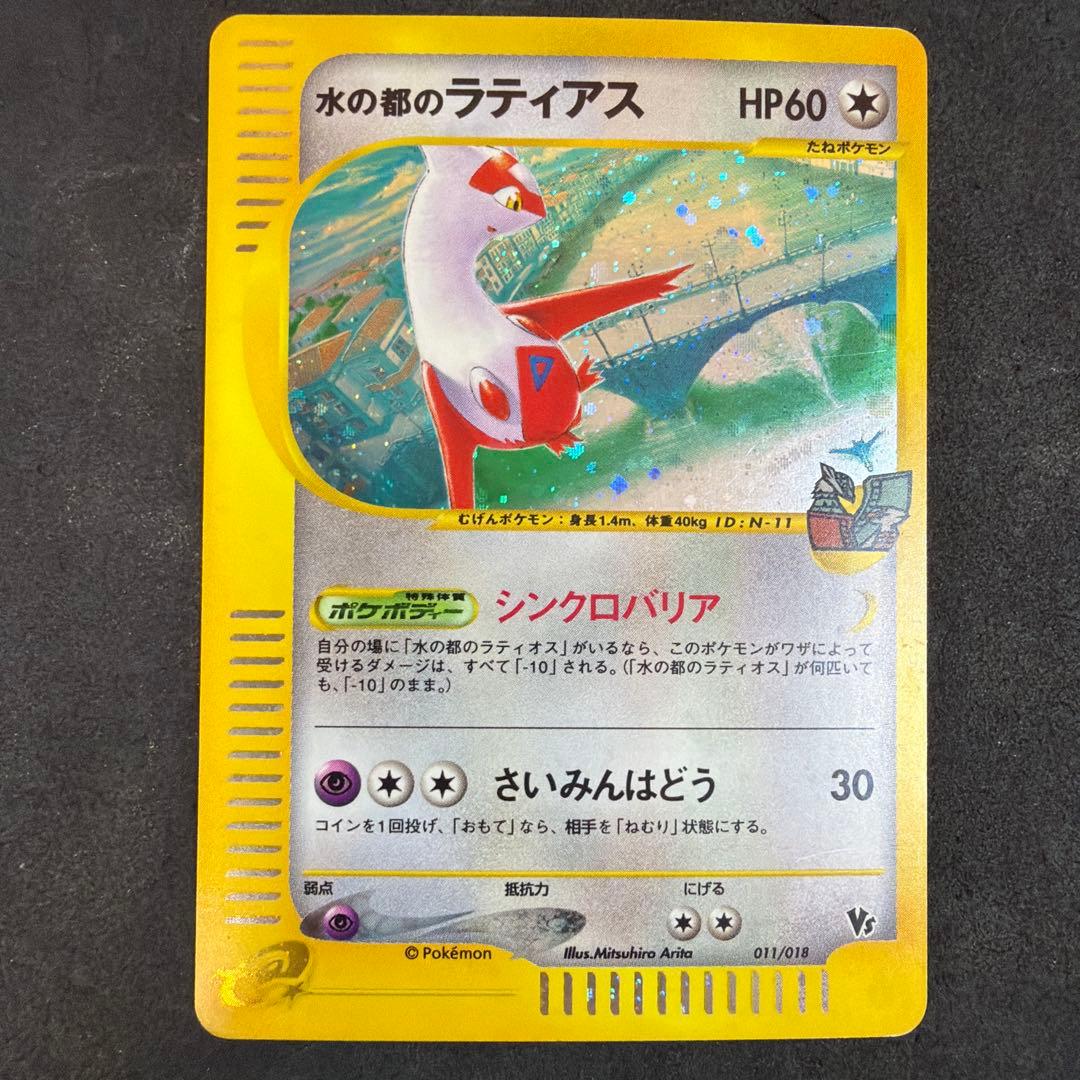 水の都のラティアス HP60
たねポケモン
むげんポケモン：身長1.4m、体重40kg ID:N-11
特殊体質
ポケボディー シンクロバリア
自分の場に「水の都のラティオス」がいるなら、このポケモンがワザによって
受けるダメージは、すべて「-10」される。(「水の都のラティオス」が何匹いて
も、「-10」のまま。)
さいみんはどう 30
コインを1回投げ、「おもて」なら、相手を「ねむり」状態にする。
弱点 抵抗力 にげる
Vs
© Pokémon Illus.Mitsuhiro Arita 011/018